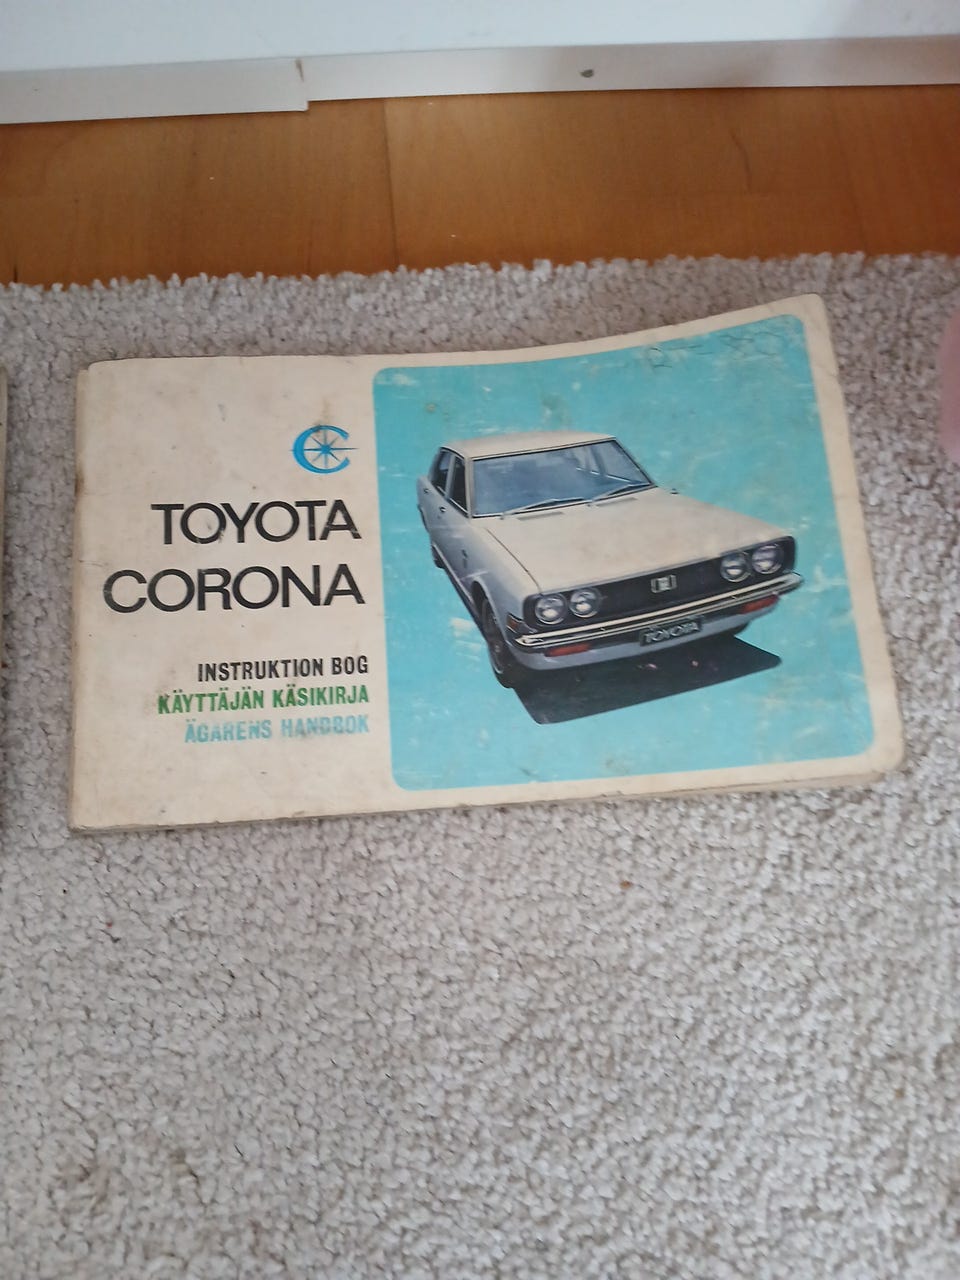 TOYOTA
CORONA
INSTRUKTION BOG
KÄYTTÄJÄN KÄSIKIRJA
ÄGARENS HANDBOK
TOYOTA